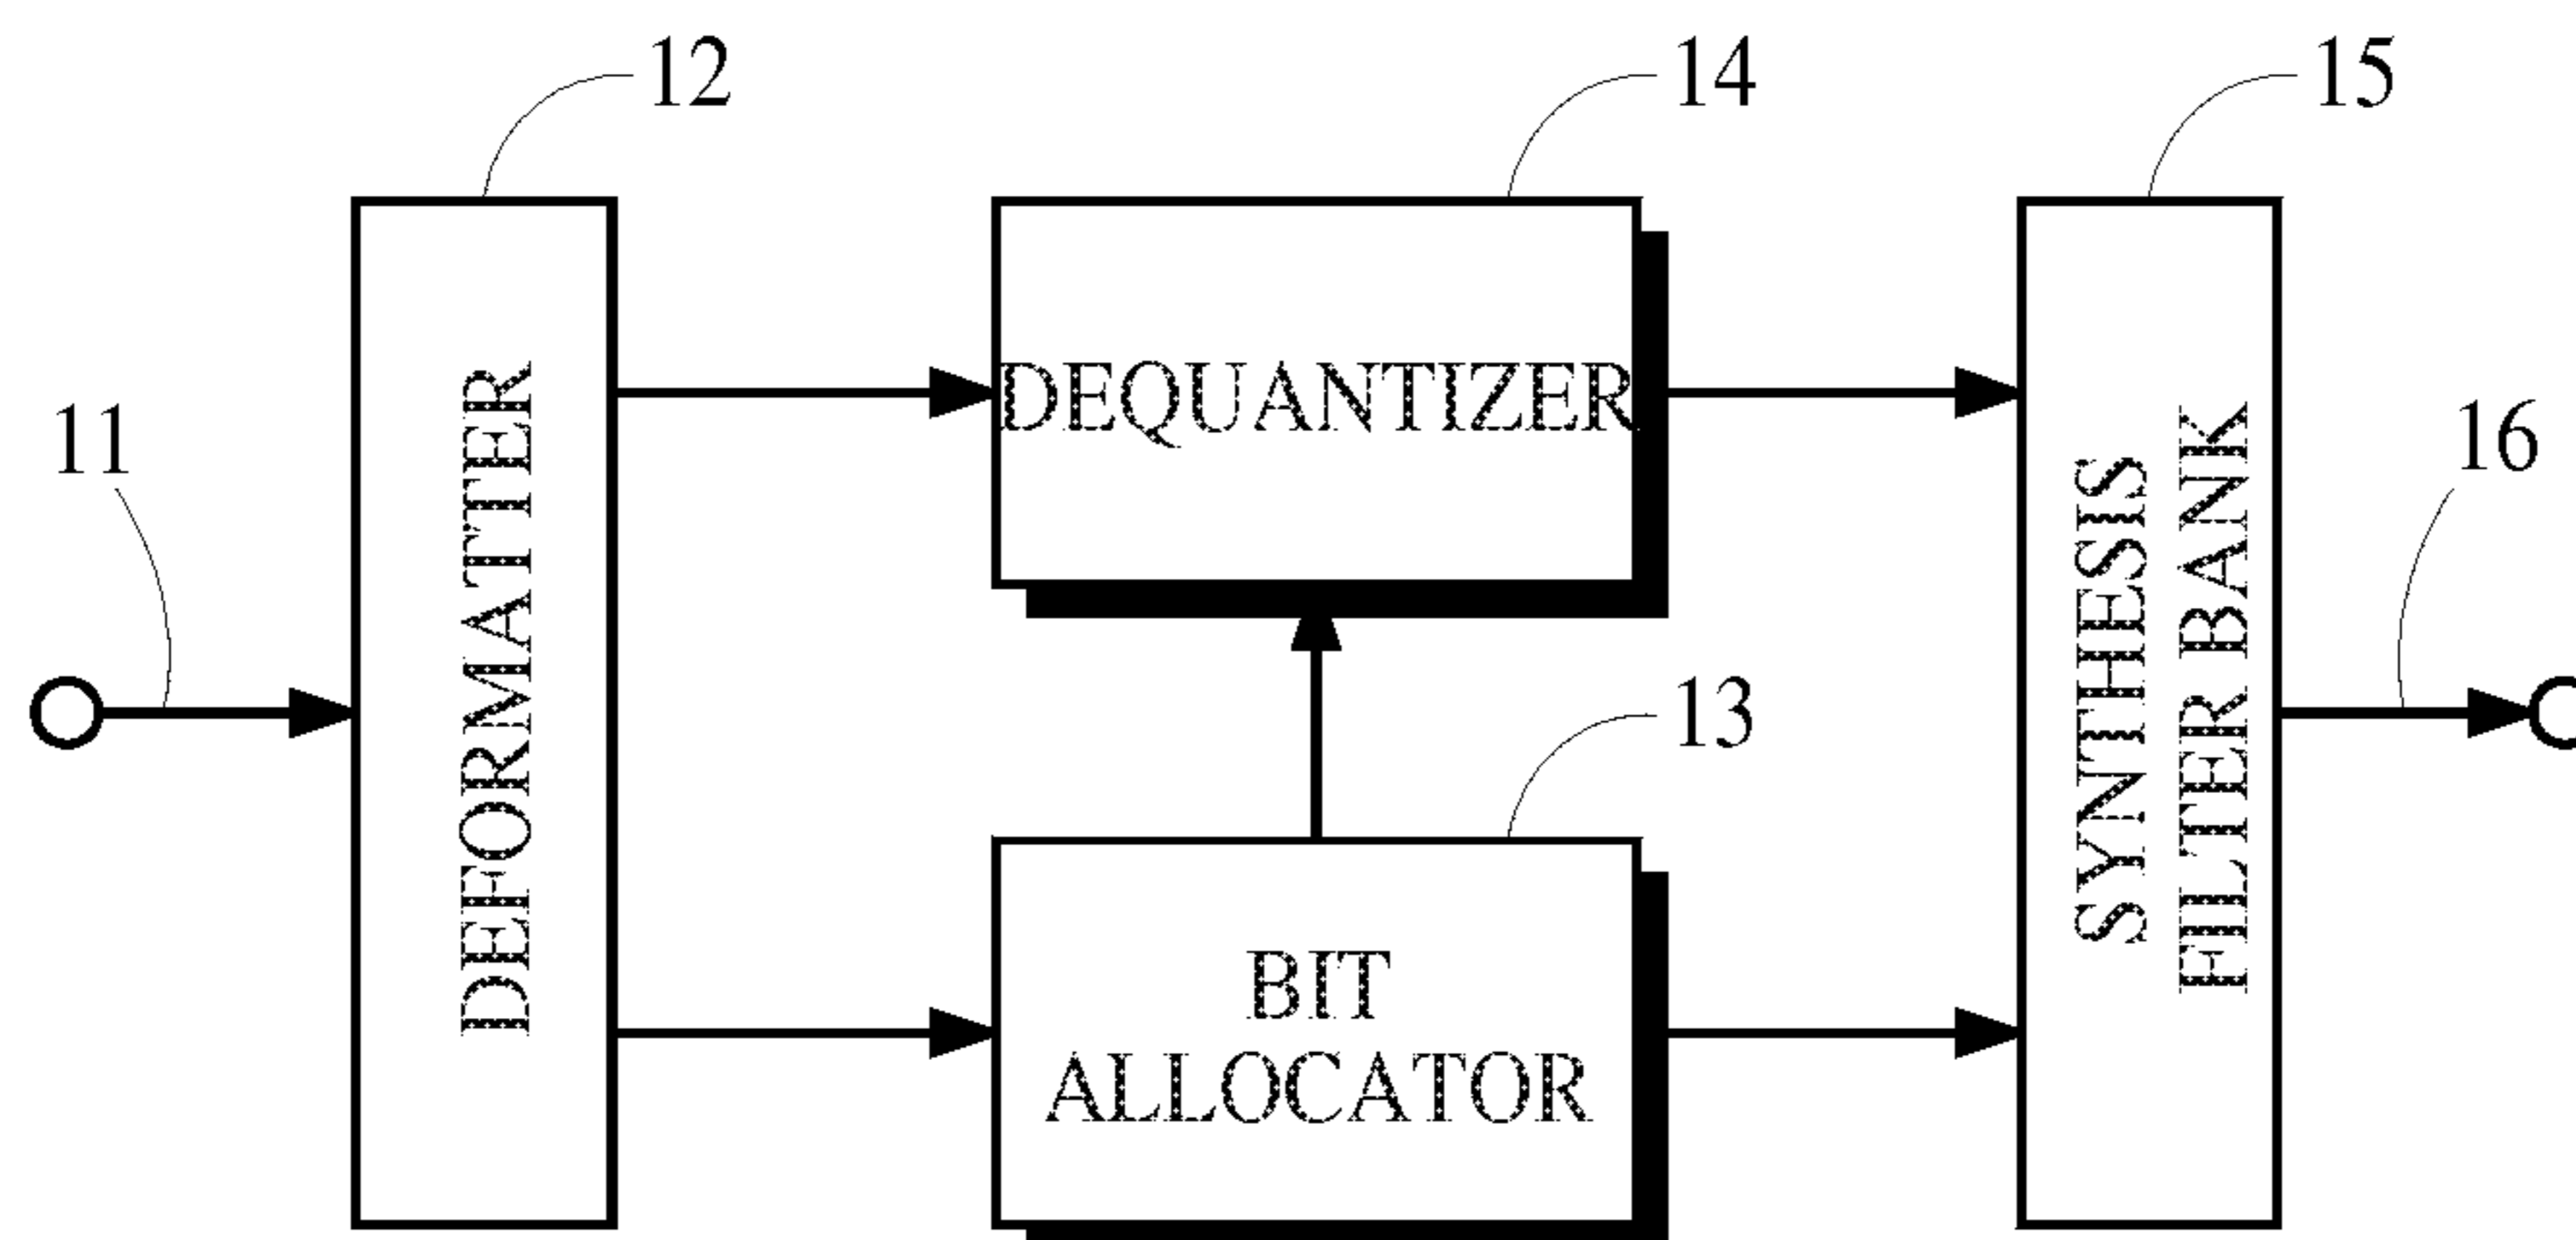 12
14
15
11
DEFORMATTER
DEQUANTIZER
SYNTHESIS
FILTER BANK
16
13
BIT
ALLOCATOR